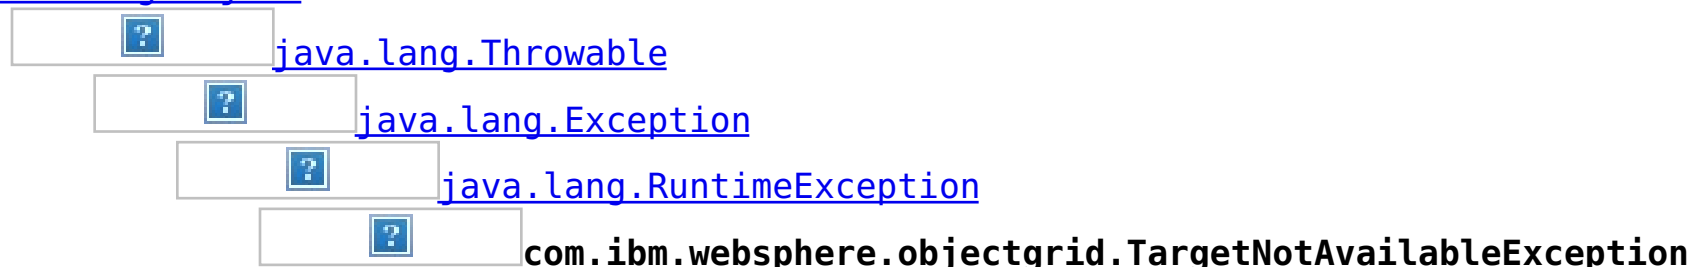 java.lang.Throwable
java.lang.Exception
java.lang.RuntimeException
com.ibm.websphere.objectgrid.TargetNotAvailableException